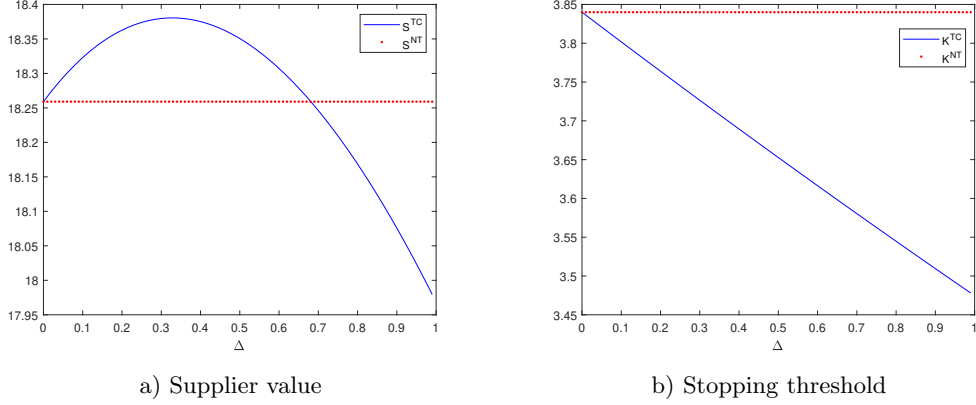 18.4
18.35
18.3
18.25
18.2
18.15
18.1
18.05
18
17.95
0 0.1 0.2 0.3 0.4 0.5 0.6 0.7 0.8 0.9 1
Δ
S^TC
S^NT
a) Supplier value
3.85
3.8
3.75
3.7
3.65
3.6
3.55
3.5
3.45
0 0.1 0.2 0.3 0.4 0.5 0.6 0.7 0.8 0.9 1
Δ
K^TC
K^NT
b) Stopping threshold